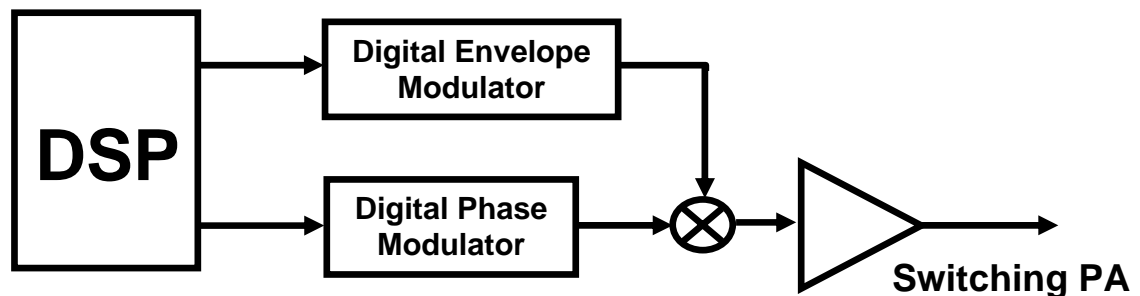 DSP
Digital Envelope
Modulator
Digital Phase
Modulator
Switching PA